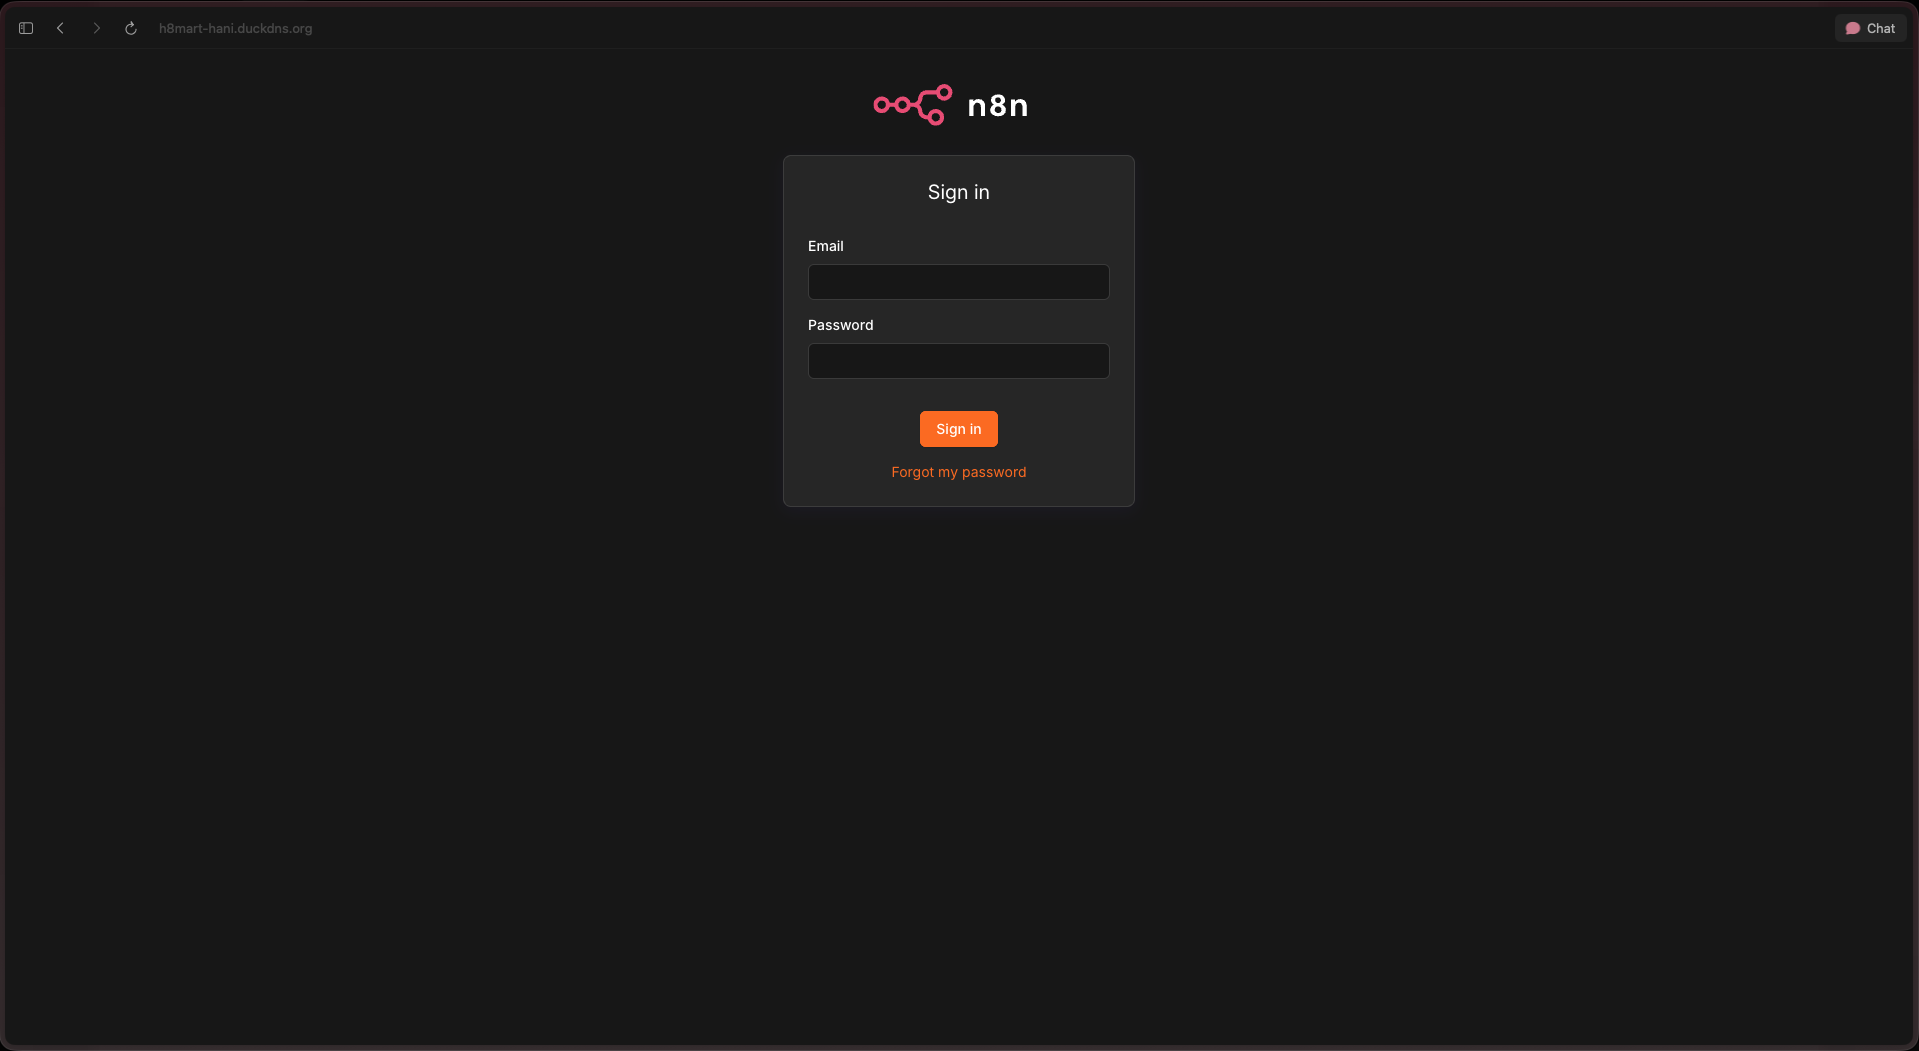 h8mart-hani.duckdns.org
Chat
n8n
Sign in
Email
Password
Sign in
Forgot my password